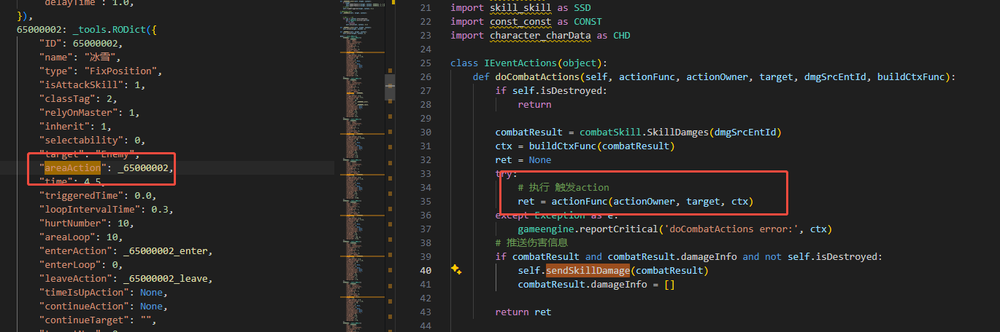 "delayTime": 1.0,
}),
65000002: _tools.RODict({
"ID": 65000002,
"name": "冰雪",
"type": "FixPosition",
"isAttackSkill": 1,
"classTag": 2,
"relyOnMaster": 1,
"inherit": 1,
"selectability": 0,
"target": "Enemy",
"areaAction": _65000002,
"time": 4.5,
"triggeredTime": 0.0,
"loopIntervalTime": 0.3,
"hurtNumber": 10,
"areaLoop": 10,
"enterAction": _65000002_enter,
"enterLoop": 0,
"leaveAction": _65000002_leave,
"timeIsUpAction": None,
"continueAction": None,
"continueTarget": "",
21 import skill_skill as SSD
22 import const_const as CONST
23 import character_charData as CHD
24
25 class IEventActions(object):
26 def doCombatActions(self, actionFunc, actionOwner, target, dmgSrcEntId, buildCtxFunc):
27 if self.isDestroyed:
28 return
29
30 combatResult = combatSkill.SkillDamges(dmgSrcEntId)
31 ctx = buildCtxFunc(combatResult)
32 ret = None
33 try:
34 # 执行 触发action
35 ret = actionFunc(actionOwner, target, ctx)
36 except Exception as e:
37 gameengine.reportCritical('doCombatActions error:', ctx)
38 # 推送伤害信息
39 if combatResult and combatResult.damageInfo and not self.isDestroyed:
40 self.sendSkillDamage(combatResult)
41 combatResult.damageInfo = []
42
43 return ret
44